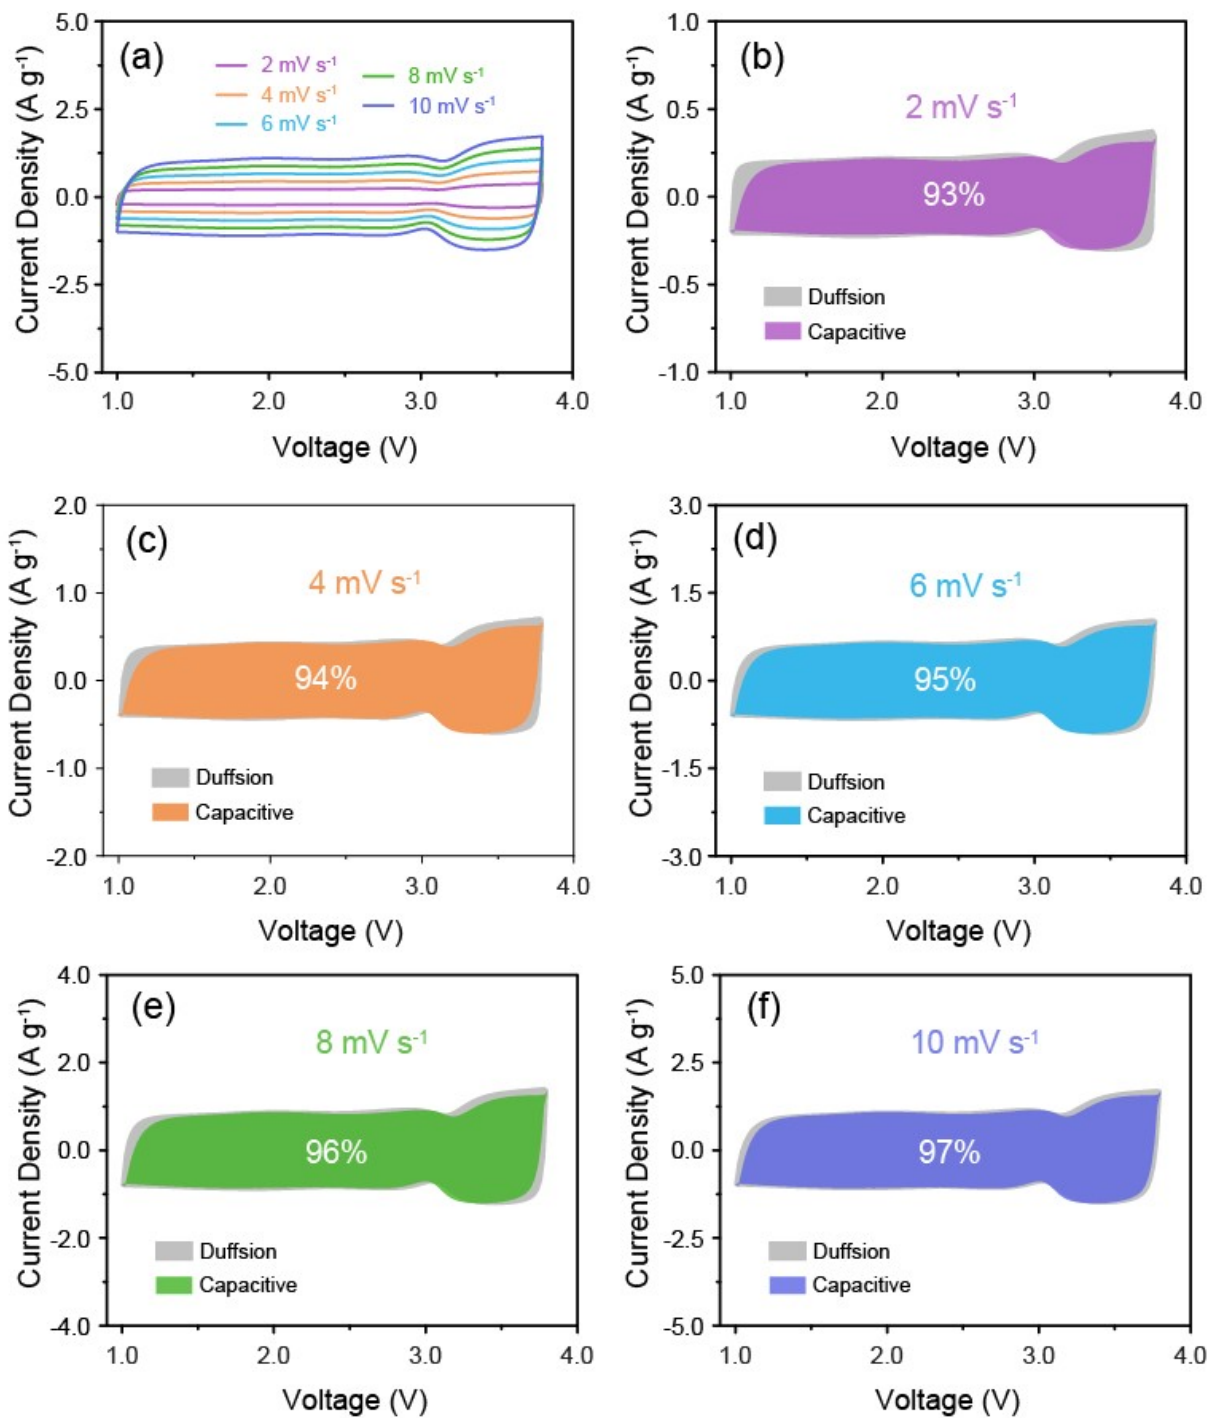 (a)
2 mV s⁻¹
4 mV s⁻¹
6 mV s⁻¹
8 mV s⁻¹
10 mV s⁻¹
Current Density (A g⁻¹)
5.0
2.5
0.0
-2.5
-5.0
1.0 2.0 3.0 4.0
Voltage (V)
(b)
2 mV s⁻¹
93%
Duffsion
Capacitive
Current Density (A g⁻¹)
1.0
0.5
0.0
-0.5
-1.0
1.0 2.0 3.0 4.0
Voltage (V)
(c)
4 mV s⁻¹
94%
Duffsion
Capacitive
Current Density (A g⁻¹)
2.0
1.0
0.0
-1.0
-2.0
1.0 2.0 3.0 4.0
Voltage (V)
(d)
6 mV s⁻¹
95%
Duffsion
Capacitive
Current Density (A g⁻¹)
3.0
1.5
0.0
-1.5
-3.0
1.0 2.0 3.0 4.0
Voltage (V)
(e)
8 mV s⁻¹
96%
Duffsion
Capacitive
Current Density (A g⁻¹)
4.0
2.0
0.0
-2.0
-4.0
1.0 2.0 3.0 4.0
Voltage (V)
(f)
10 mV s⁻¹
97%
Duffsion
Capacitive
Current Density (A g⁻¹)
5.0
2.5
0.0
-2.5
-5.0
1.0 2.0 3.0 4.0
Voltage (V)